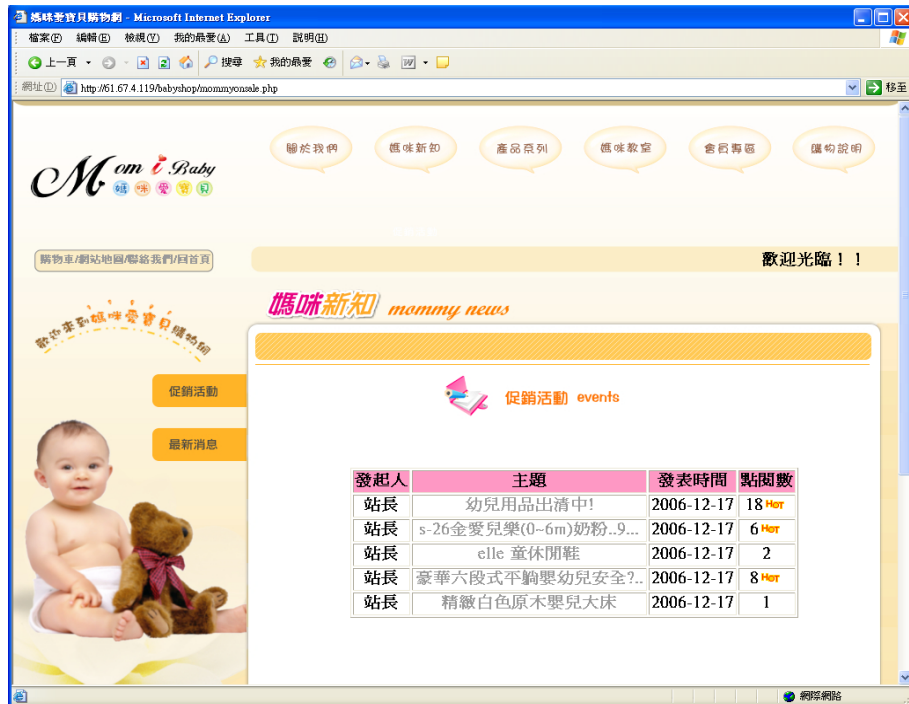 媽咪愛寶貝購物網 - Microsoft Internet Explorer
檔案(F) 編輯(E) 檢視(V) 我的最愛(A) 工具(T) 說明(H)
上一頁 搜尋 我的最愛
網址(D) http://61.67.4.119/babyshop/mommyonsale.php 移至
關於我們 媽咪新知 產品系列 媽咪教室 會員專區 購物說明
Mom i Baby
媽咪愛寶貝
購物車/網站地圖/聯絡我們/回首頁
歡迎光臨！！
媽咪新知 mommy news
歡迎來到媽咪愛寶貝購物網
促銷活動 events
促銷活動
最新消息
發起人 主題 發表時間 點閱數
站長 幼兒用品出清中! 2006-12-17 18 HOT
站長 s-26金愛兒樂(0~6m)奶粉..9... 2006-12-17 6 HOT
站長 elle 童休閒鞋 2006-12-17 2
站長 豪華六段式平躺嬰幼兒安全?.. 2006-12-17 8 HOT
站長 精緻白色原木嬰兒大床 2006-12-17 1
網際網路